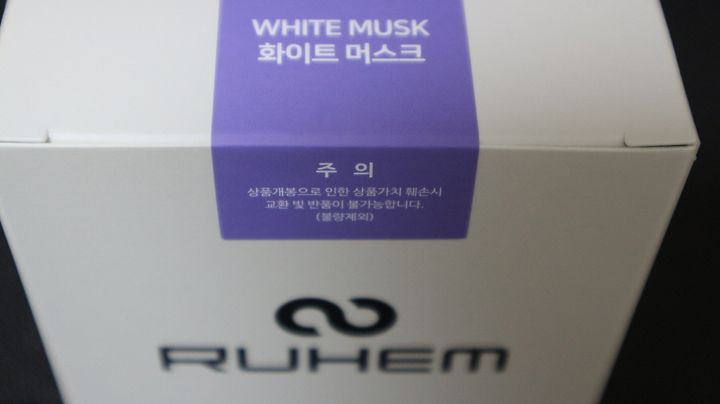 WHITE MUSK
화이트 머스크
주 의
상품개봉으로 인한 상품가치 훼손시
교환 및 반품이 불가능합니다.
(불량제외)
RUHEM